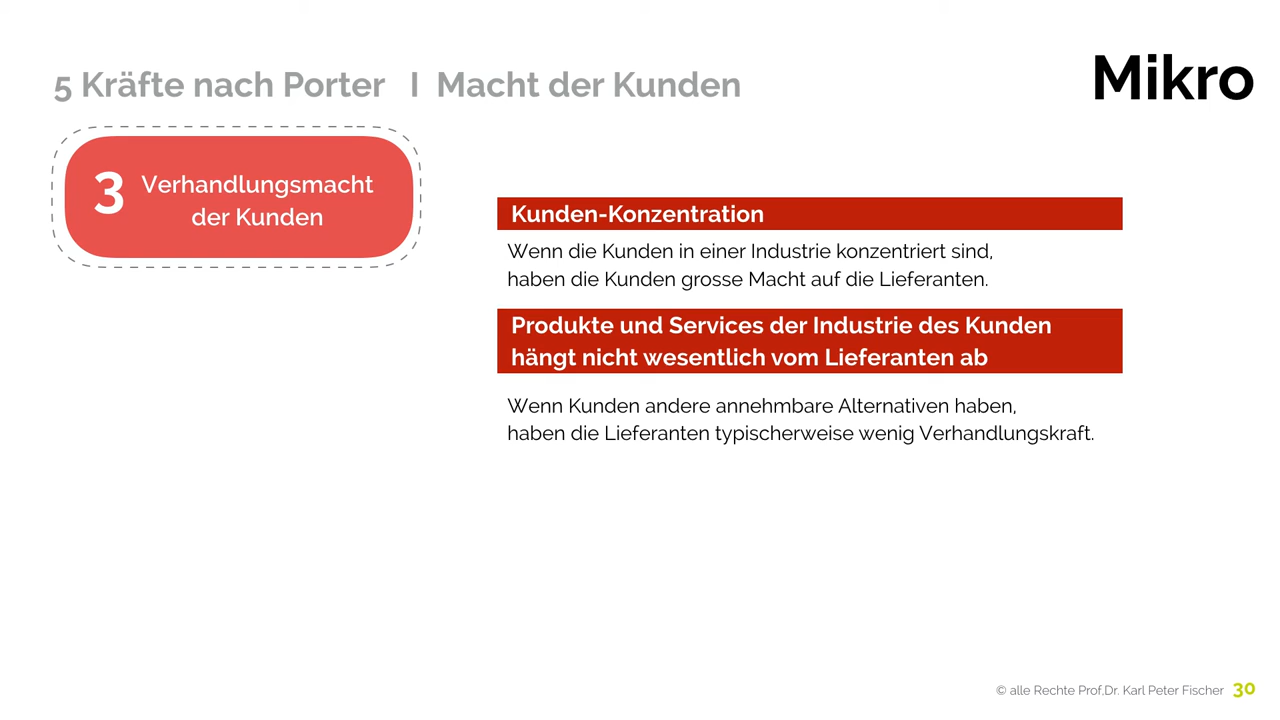 5 Kräfte nach Porter I Macht der Kunden
Mikro
3 Verhandlungsmacht
der Kunden
Kunden-Konzentration
Wenn die Kunden in einer Industrie konzentriert sind,
haben die Kunden grosse Macht auf die Lieferanten.
Produkte und Services der Industrie des Kunden
hängt nicht wesentlich vom Lieferanten ab
Wenn Kunden andere annehmbare Alternativen haben,
haben die Lieferanten typischerweise wenig Verhandlungskraft.
© alle Rechte Prof.Dr. Karl Peter Fischer 30